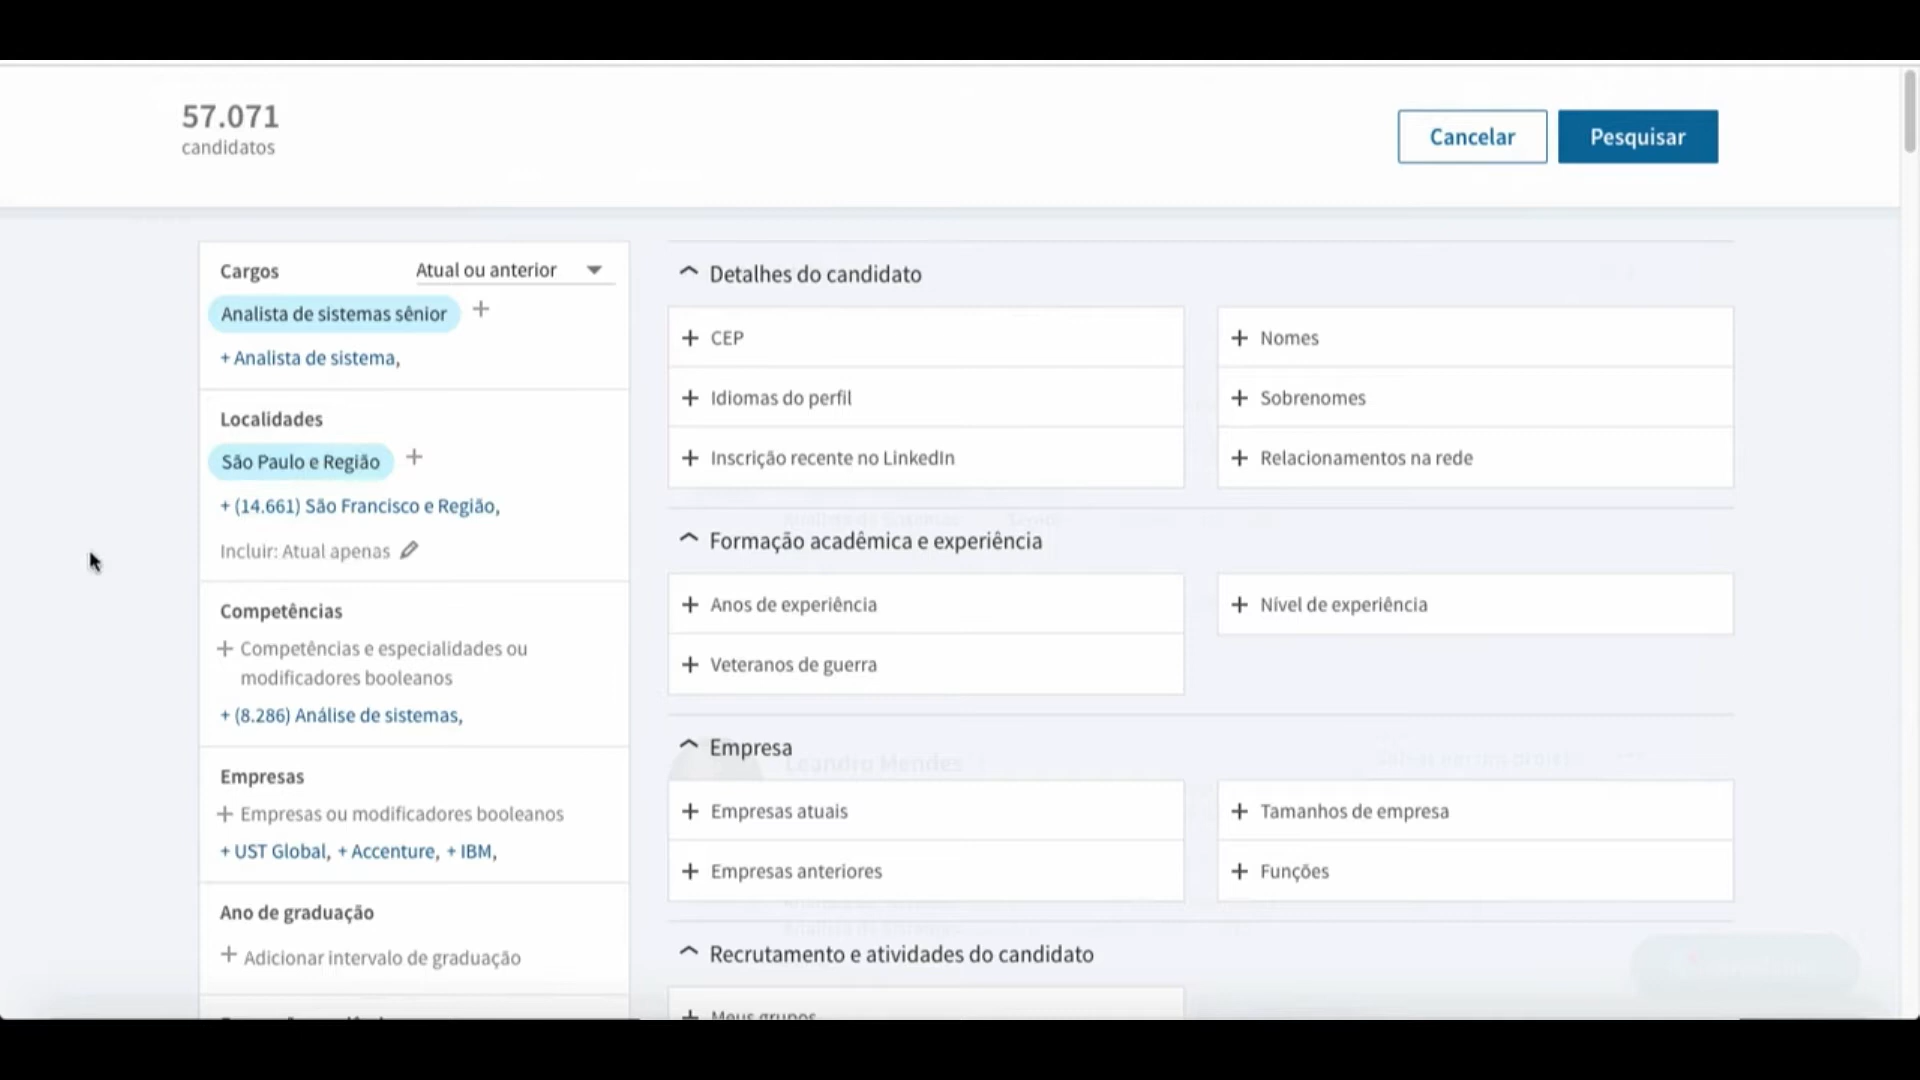 57.071
candidatos
Cancelar
Pesquisar
Cargos
Atual ou anterior
Analista de sistemas sênior +
+ Analista de sistema,
Localidades
São Paulo e Região +
+ (14.661) São Francisco e Região,
Incluir: Atual apenas
Competências
+ Competências e especialidades ou
modificadores booleanos
+ (8.286) Análise de sistemas,
Empresas
+ Empresas ou modificadores booleanos
+ UST Global, + Accenture, + IBM,
Ano de graduação
+ Adicionar intervalo de graduação
Detalhes do candidato
+ CEP
+ Nomes
+ Idiomas do perfil
+ Sobrenomes
+ Inscrição recente no LinkedIn
+ Relacionamentos na rede
Formação acadêmica e experiência
+ Anos de experiência
+ Nível de experiência
+ Veteranos de guerra
Empresa
Leandro Mendes
+ Empresas atuais
+ Tamanhos de empresa
+ Empresas anteriores
+ Funções
Recrutamento e atividades do candidato
+ Meus grupos